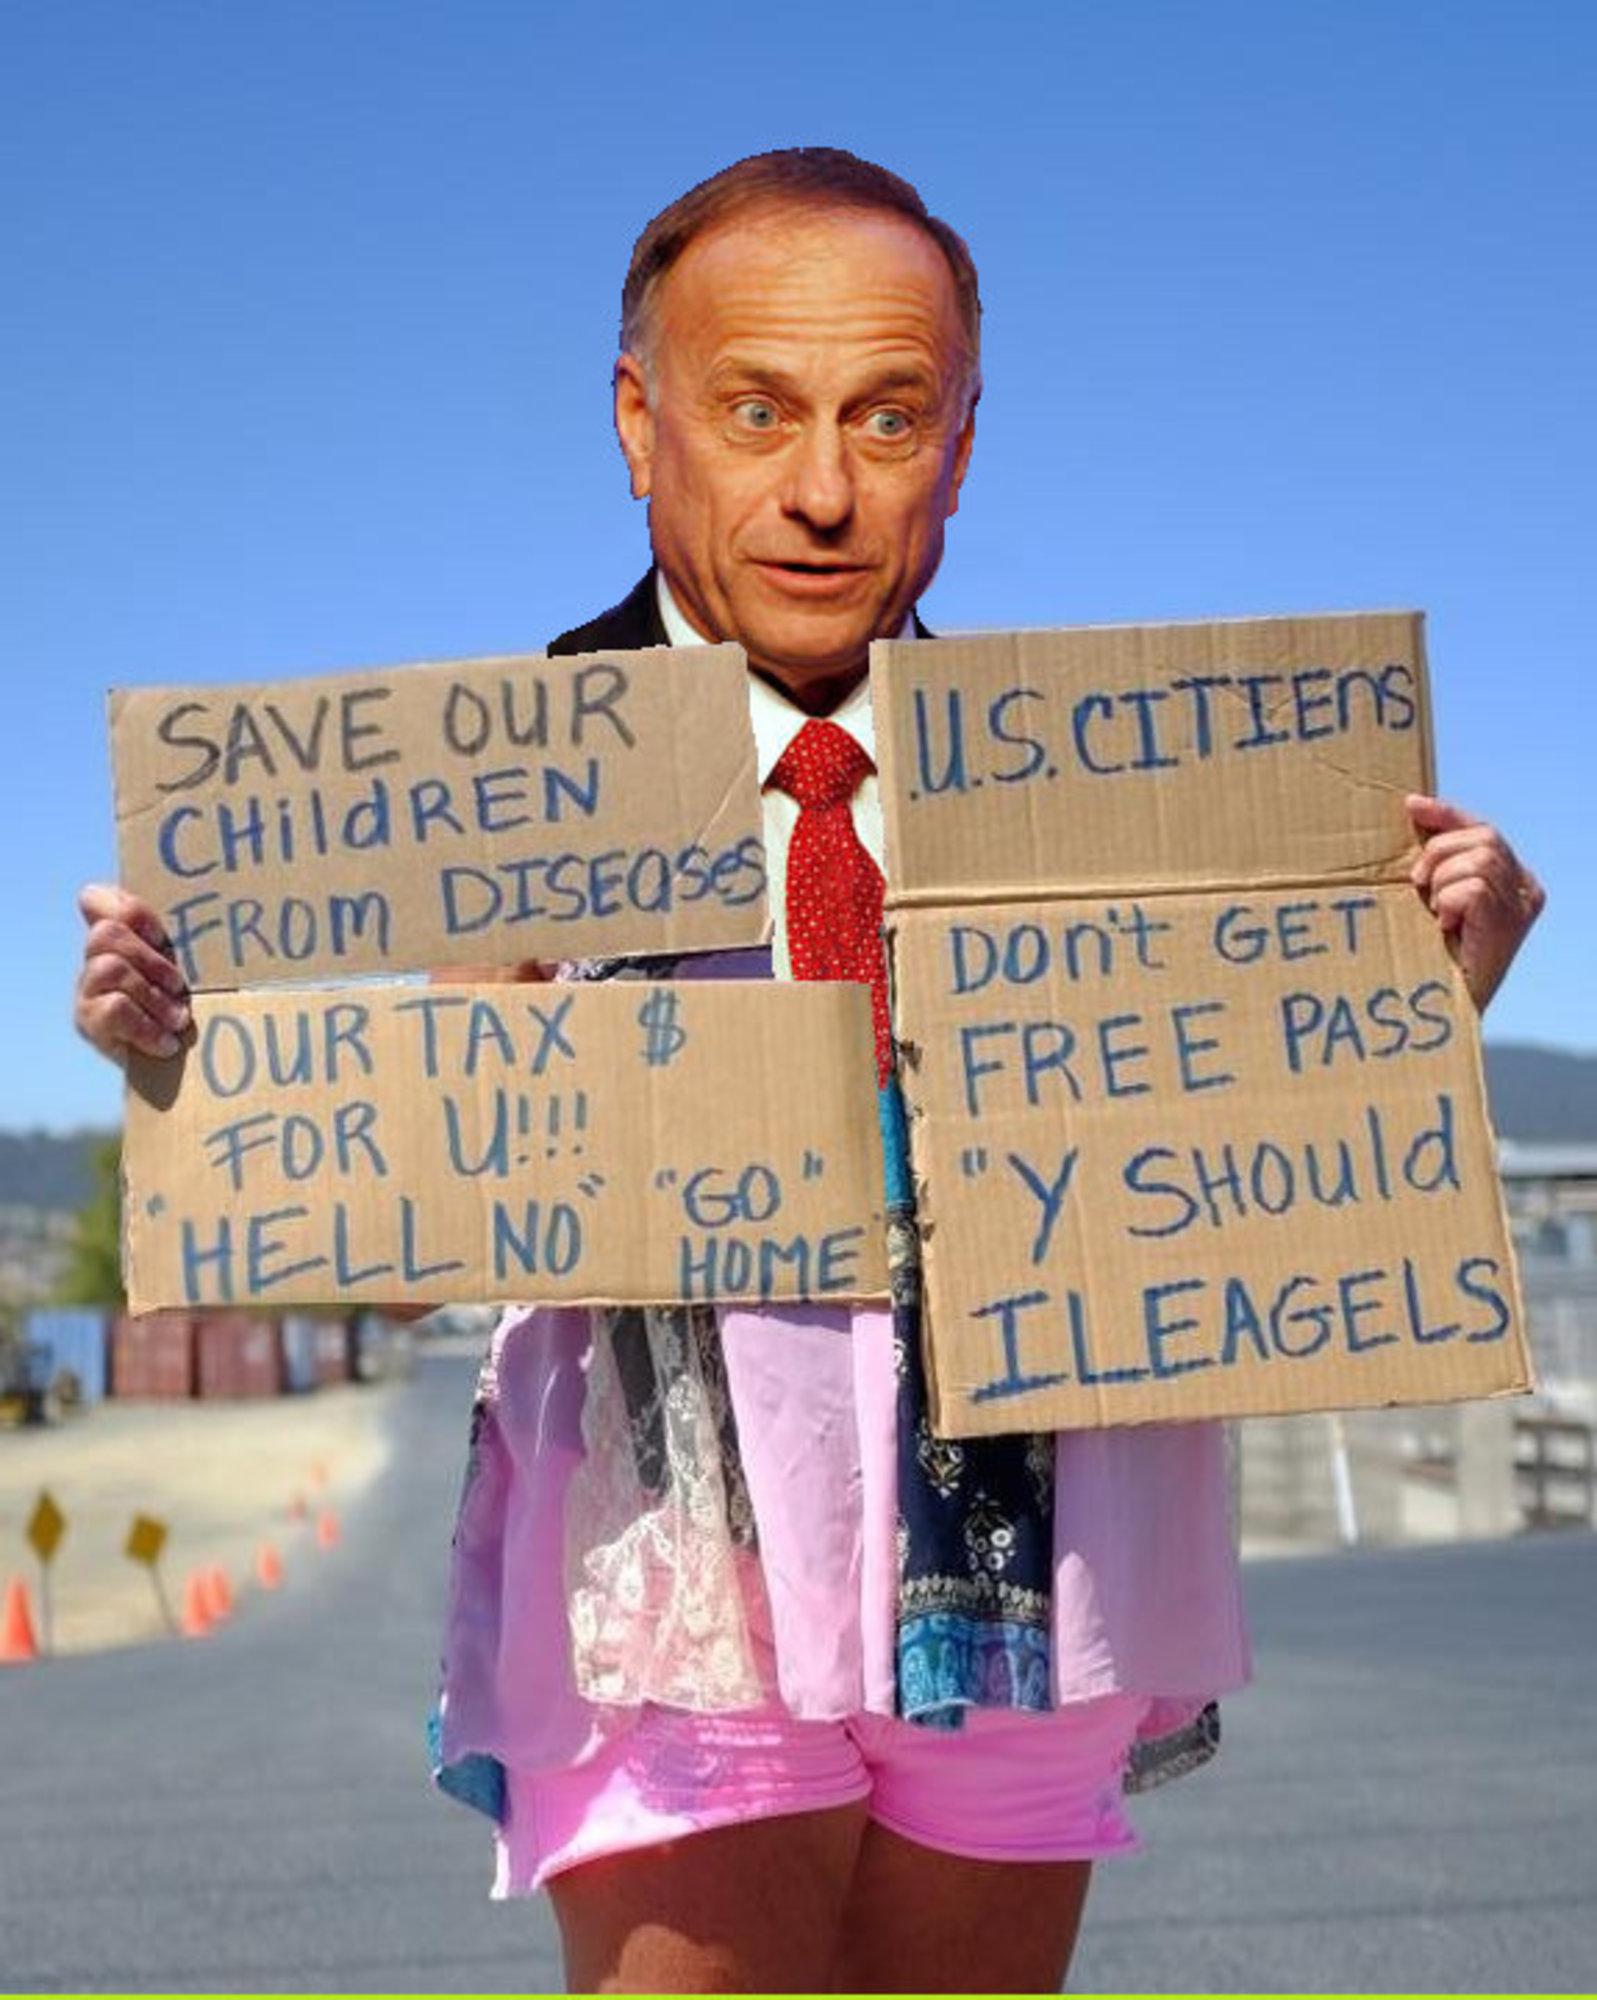 SAVE OUR
CHildREN
FROM DISEASES
OUR TAX $
FOR U!!!
"HELL NO" "GO"
HOME
.U.S. CITIENS
DON't GET
FREE PASS
"Y SHOuld
ILEAGELS